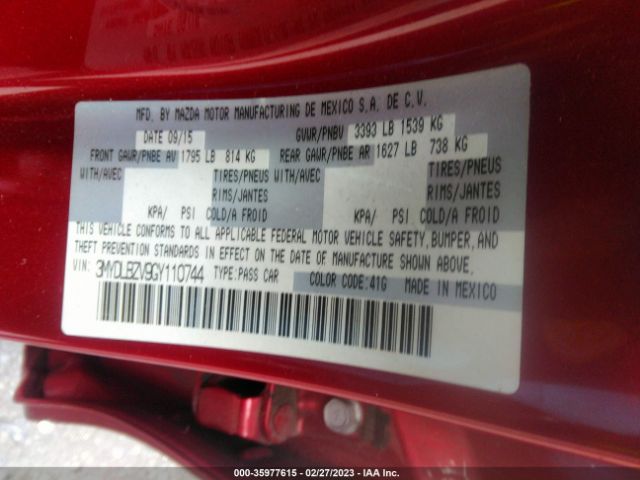 MFD. BY MAZDA MOTOR MANUFACTURING DE MEXICO S.A. DE C.V.
DATE 09/15 GVWR/PNBV 3393 LB 1539 KG
FRONT GAWR/PNBE AV 1795 LB 814 KG REAR GAWR/PNBE AR 1627 LB 738 KG
WITH/AVEC TIRES/PNEUS WITH/AVEC TIRES/PNEUS
RIMS/JANTES RIMS/JANTES
KPA/ PSI COLD/A FROID KPA/ PSI COLD/A FROID
THIS VEHICLE CONFORMS TO ALL APPLICABLE FEDERAL MOTOR VEHICLE SAFETY, BUMPER, AND
THEFT PREVENTION STANDARDS IN EFFECT ON THE DATE OF MANUFACTURE SHOWN ABOVE.
VIN: 3MYDLBZV9GY110744 TYPE: PASS CAR COLOR CODE:41G MADE IN MEXICO
000-35977615 - 02/27/2023 - IAA Inc.